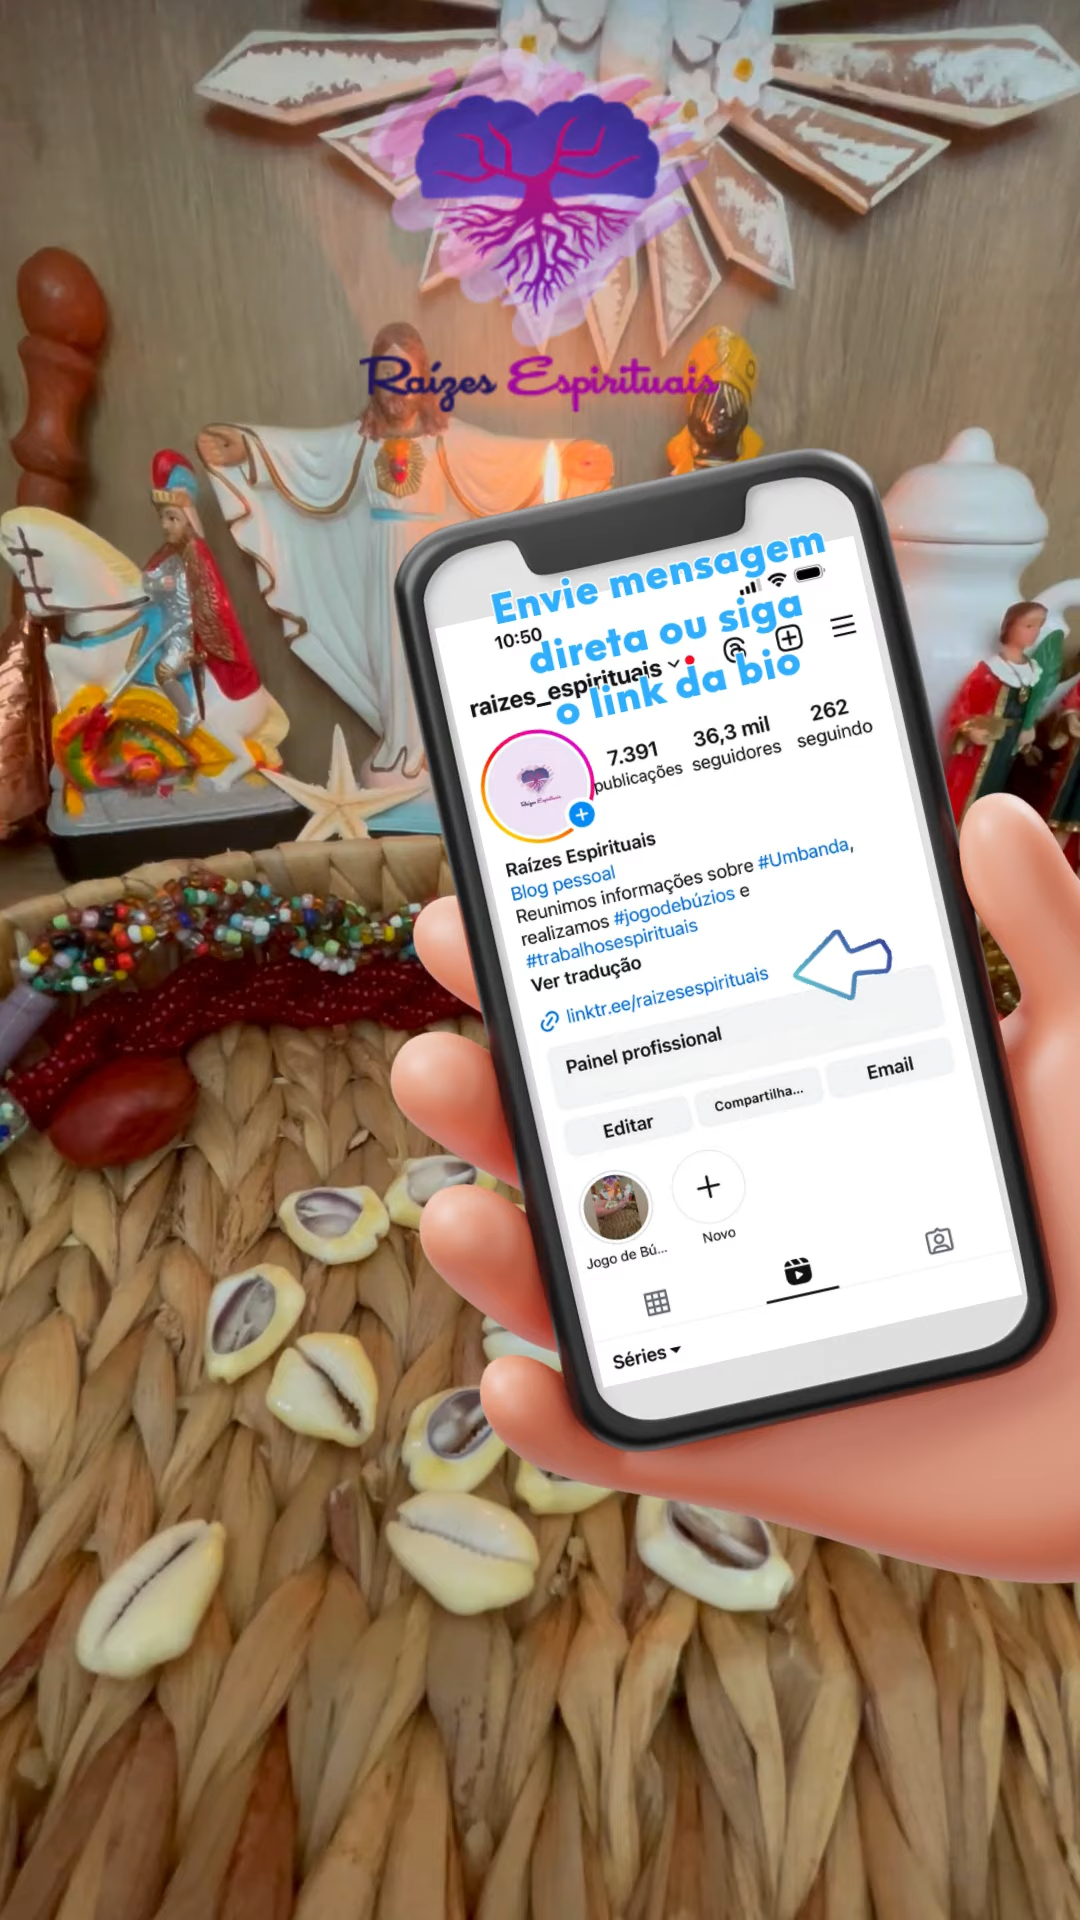 Raízes Espirituais
Envie mensagem
direta ou siga
o link da bio
10:50
raizes_espirituais
7.391
publicações
36,3 mil
seguidores
262
seguindo
Raízes Espirituais
Raízes Espirituais
Blog pessoal
Reunimos informações sobre #Umbanda,
realizamos #jogodebúzios e
#trabalhosespirituais
Ver tradução
linktr.ee/raizesespirituais
Painel profissional
Editar
Compartilha...
Email
Jogo de Bú...
Novo
Séries